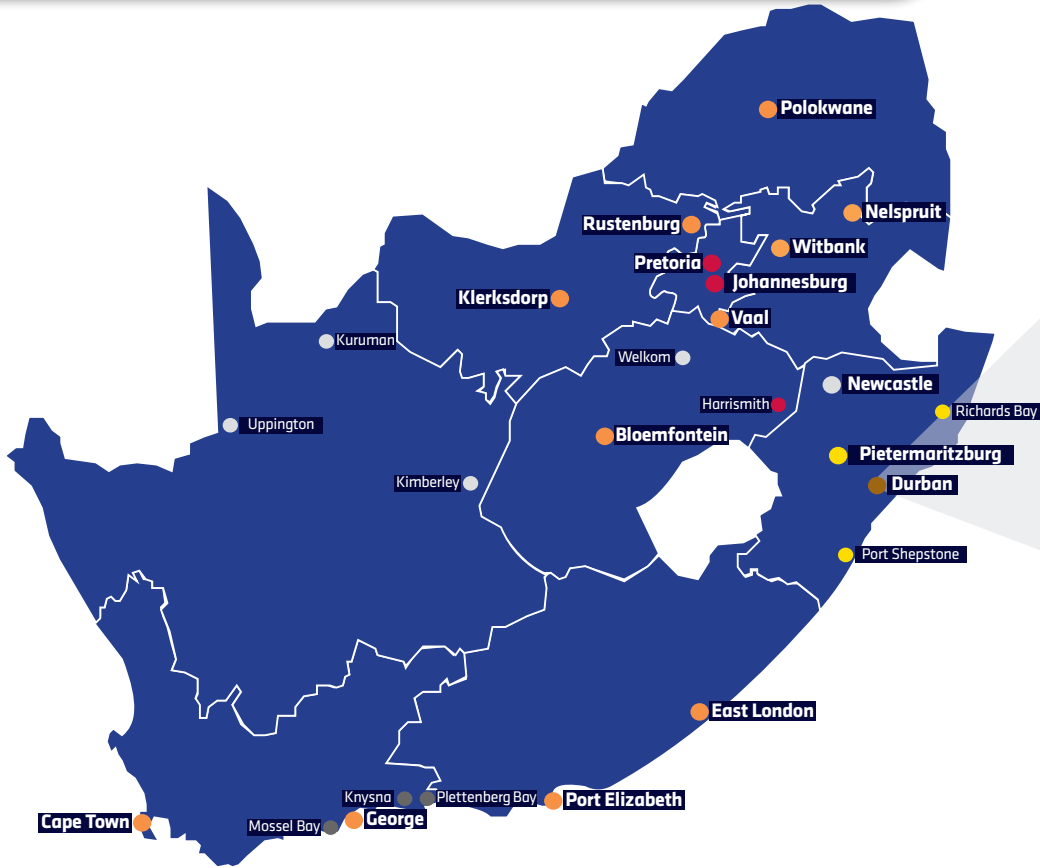 Polokwane
Nelspruit
Rustenburg
Witbank
Pretoria
Johannesburg
Klerksdorp
Vaal
Kuruman
Welkom
Newcastle
Harrismith
Richards Bay
Uppington
Bloemfontein
Pietermaritzburg
Kimberley
Durban
Port Shepstone
East London
Knysna
Plettenberg Bay
Port Elizabeth
Cape Town
Mossel Bay
George